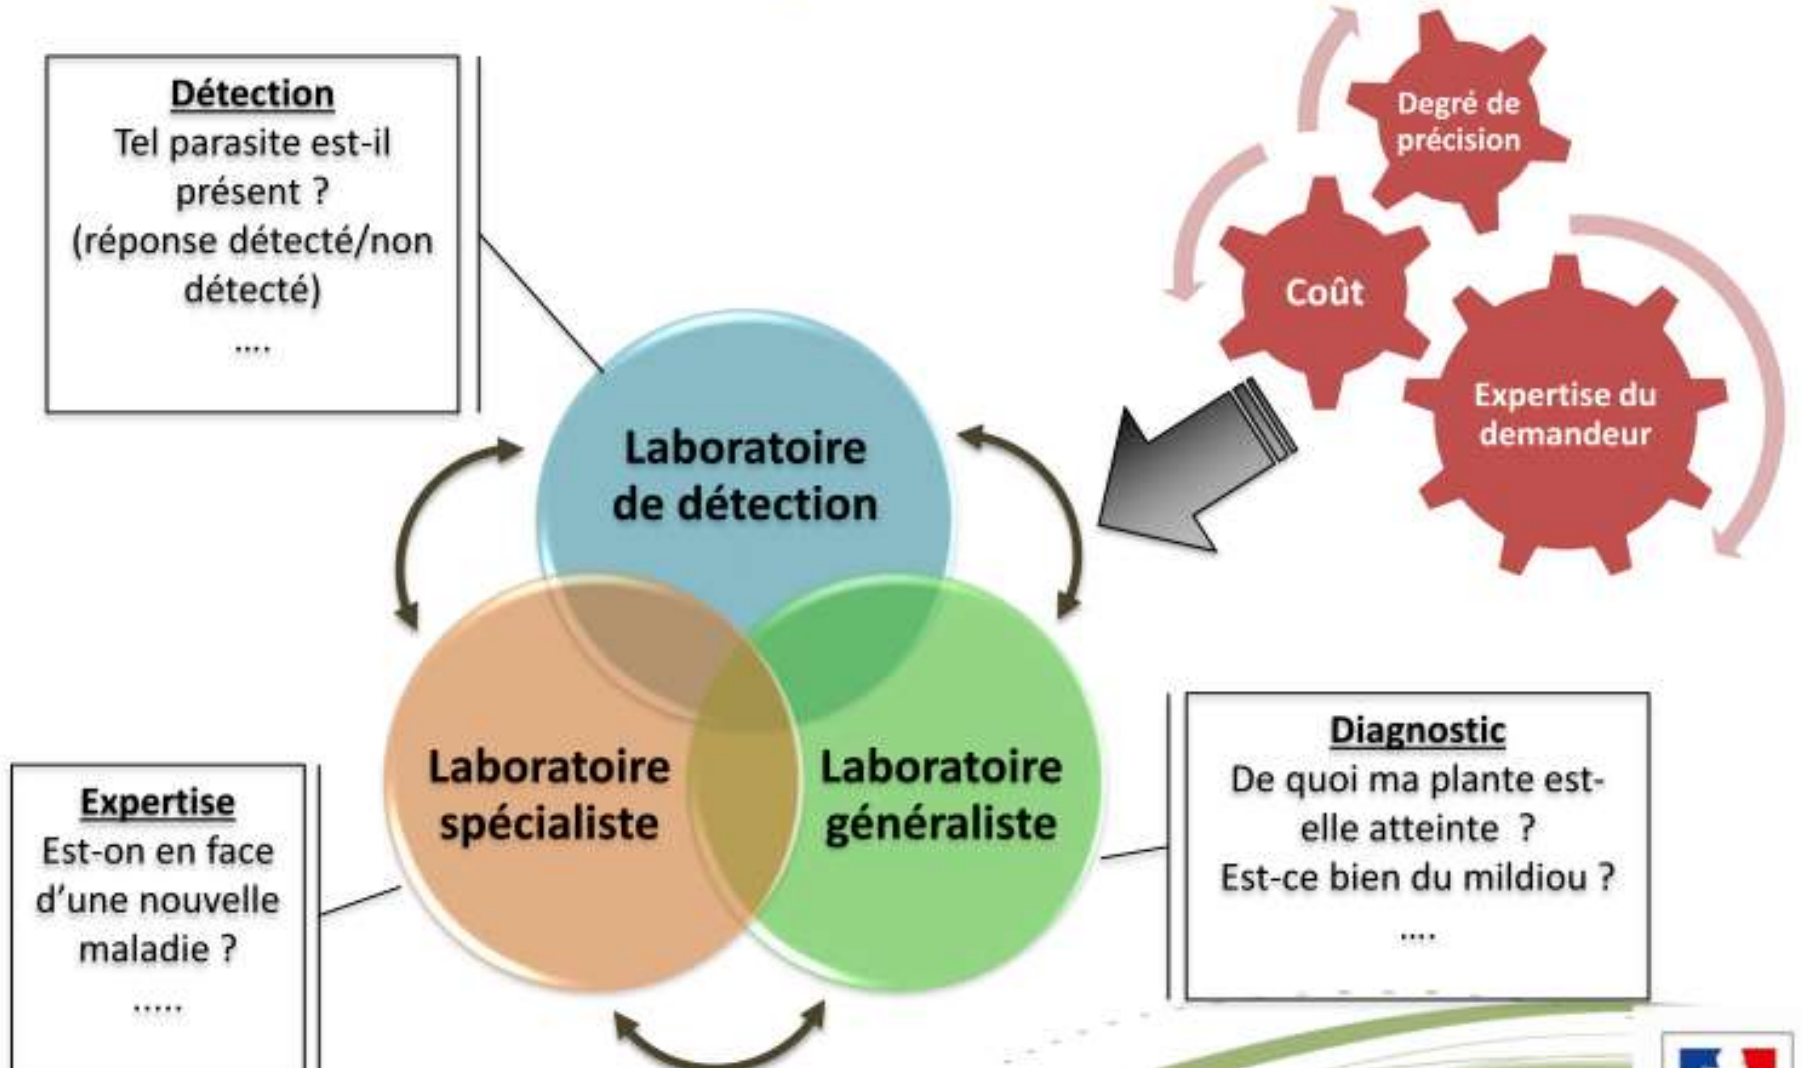 Détection
Tel parasite est-il
présent ?
(réponse détecté/non
détecté)
....
Degré de
précision
Coût
Expertise du
demandeur
Laboratoire
de détection
Laboratoire
spécialiste
Laboratoire
généraliste
Expertise
Est-on en face
d'une nouvelle
maladie ?
.....
Diagnostic
De quoi ma plante est-
elle atteinte ?
Est-ce bien du mildiou ?
....